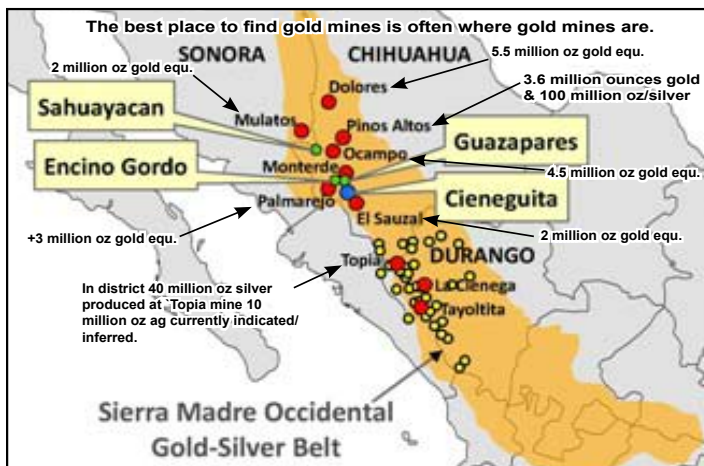 The best place to find gold mines is often where gold mines are.
SONORA
CHIHUAHUA
5.5 million oz gold equ.
2 million oz gold equ.
Dolores
3.6 million ounces gold
& 100 million oz/silver
Sahuayacan
Mulatos
Pinos Altos
Guazapares
Ocampo
Encino Gordo
Monterde
4.5 million oz gold equ.
Palmarejo
Cieneguita
El Sauzal
+3 million oz gold equ.
2 million oz gold equ.
Topia
DURANGO
In district 40 million oz silver
produced at Topia mine 10
million oz ag currently indicated/
inferred.
La Cienega
Tayoltita
Sierra Madre Occidental
Gold-Silver Belt